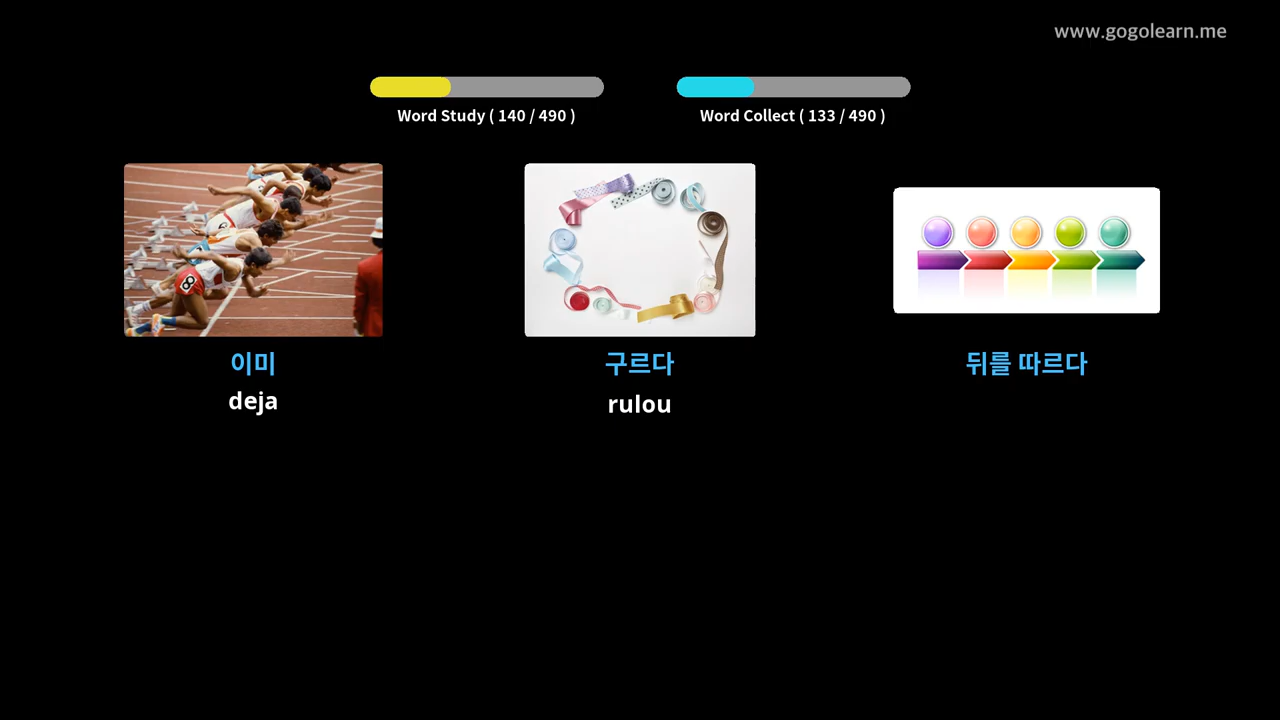 www.gogolearn.me
Word Study ( 140 / 490 )
Word Collect ( 133 / 490 )
8
이미
deja
구르다
rulou
뒤를 따르다